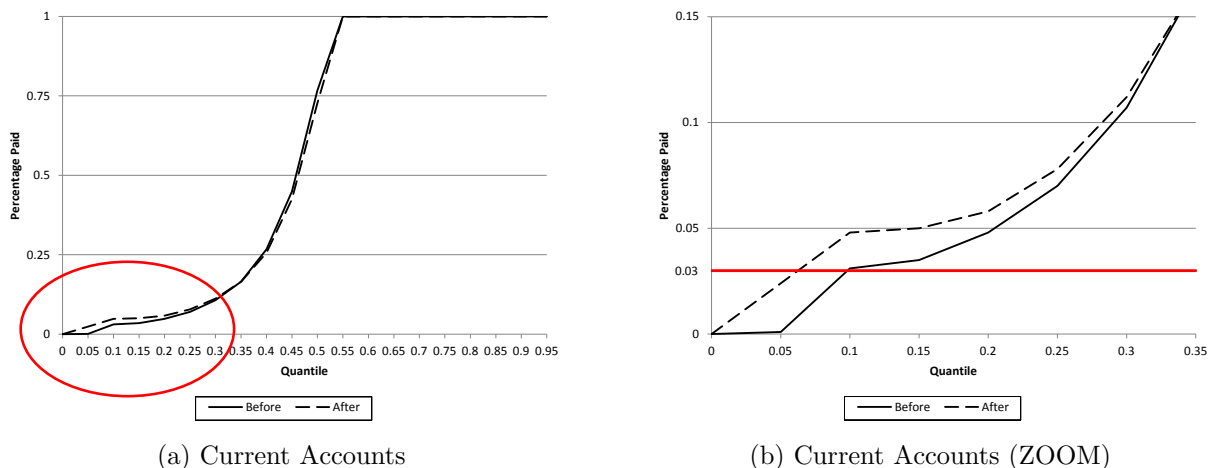 1
0.75
0.5
0.25
0
Percentage Paid
0 0.05 0.1 0.15 0.2 0.25 0.3 0.35 0.4 0.45 0.5 0.55 0.6 0.65 0.7 0.75 0.8 0.85 0.9 0.95
Quantile
Before After
(a) Current Accounts
0.15
0.1
0.05
0.03
0
Percentage Paid
0 0.05 0.1 0.15 0.2 0.25 0.3 0.35
Quantile
Before After
(b) Current Accounts (ZOOM)